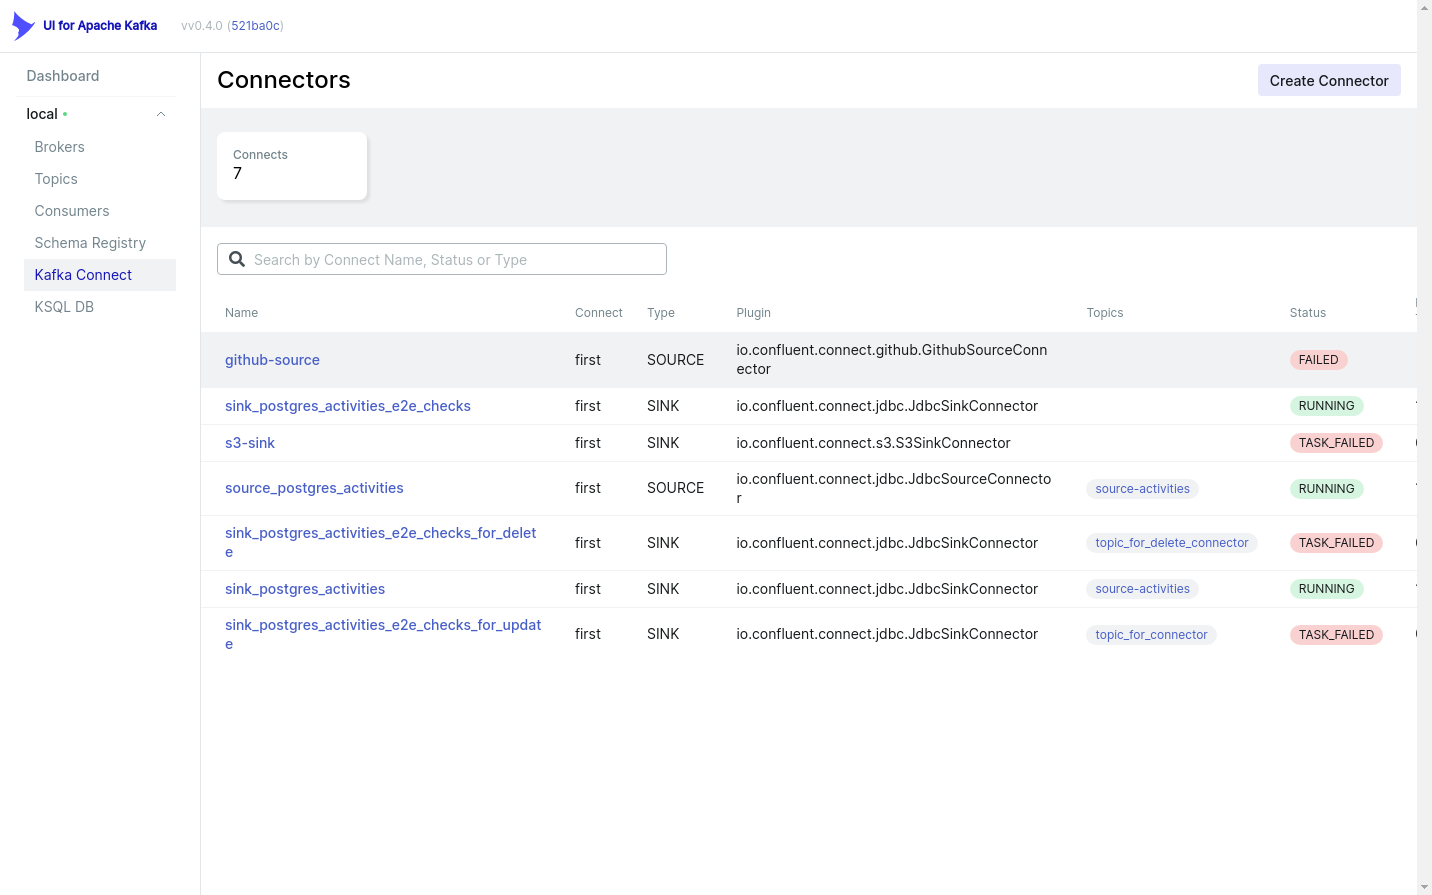 UI for Apache Kafka vv0.4.0 (521ba0c)
Dashboard
local
Brokers
Topics
Consumers
Schema Registry
Kafka Connect
KSQL DB
Connectors
Create Connector
Connects
7
Search by Connect Name, Status or Type
Name Connect Type Plugin Topics Status
github-source first SOURCE io.confluent.connect.github.GithubSourceConn
ector FAILED
sink_postgres_activities_e2e_checks first SINK io.confluent.connect.jdbc.JdbcSinkConnector RUNNING
s3-sink first SINK io.confluent.connect.s3.S3SinkConnector TASK_FAILED
source_postgres_activities first SOURCE io.confluent.connect.jdbc.JdbcSourceConnecto
r source-activities RUNNING
sink_postgres_activities_e2e_checks_for_delet
e first SINK io.confluent.connect.jdbc.JdbcSinkConnector topic_for_delete_connector TASK_FAILED
sink_postgres_activities first SINK io.confluent.connect.jdbc.JdbcSinkConnector source-activities RUNNING
sink_postgres_activities_e2e_checks_for_updat
e first SINK io.confluent.connect.jdbc.JdbcSinkConnector topic_for_connector TASK_FAILED